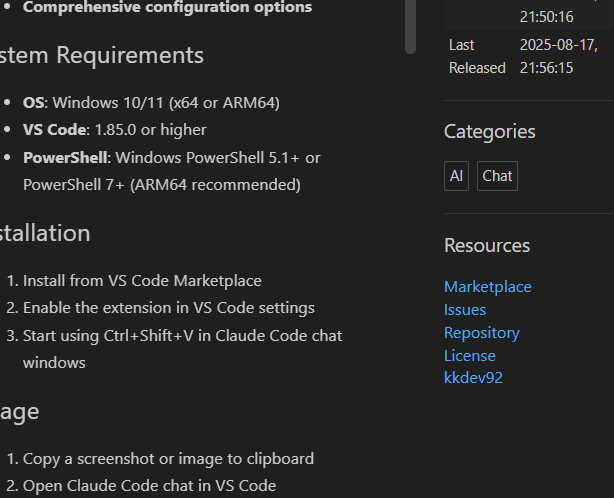 Comprehensive configuration options
stem Requirements
OS: Windows 10/11 (x64 or ARM64)
VS Code: 1.85.0 or higher
PowerShell: Windows PowerShell 5.1+ or
PowerShell 7+ (ARM64 recommended)
stallation
1. Install from VS Code Marketplace
2. Enable the extension in VS Code settings
3. Start using Ctrl+Shift+V in Claude Code chat
windows
age
1. Copy a screenshot or image to clipboard
2. Open Claude Code chat in VS Code
21:50:16
Last 2025-08-17,
Released 21:56:15
Categories
AI Chat
Resources
Marketplace
Issues
Repository
License
kkdev92